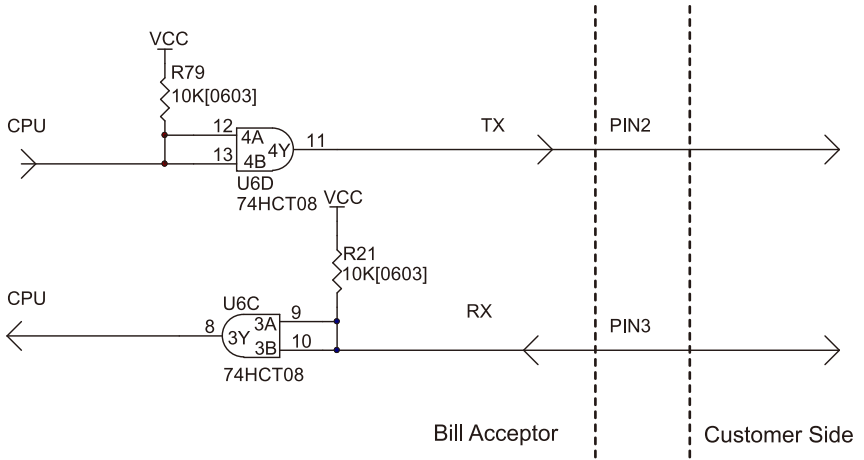 VCC
R79
10K[0603]
CPU
12
4A
13
4B
4Y
11
TX
PIN2
U6D
74HCT08
VCC
R21
10K[0603]
CPU
U6C
8
3Y
3A
9
3B
10
RX
PIN3
74HCT08
Bill Acceptor
Customer Side